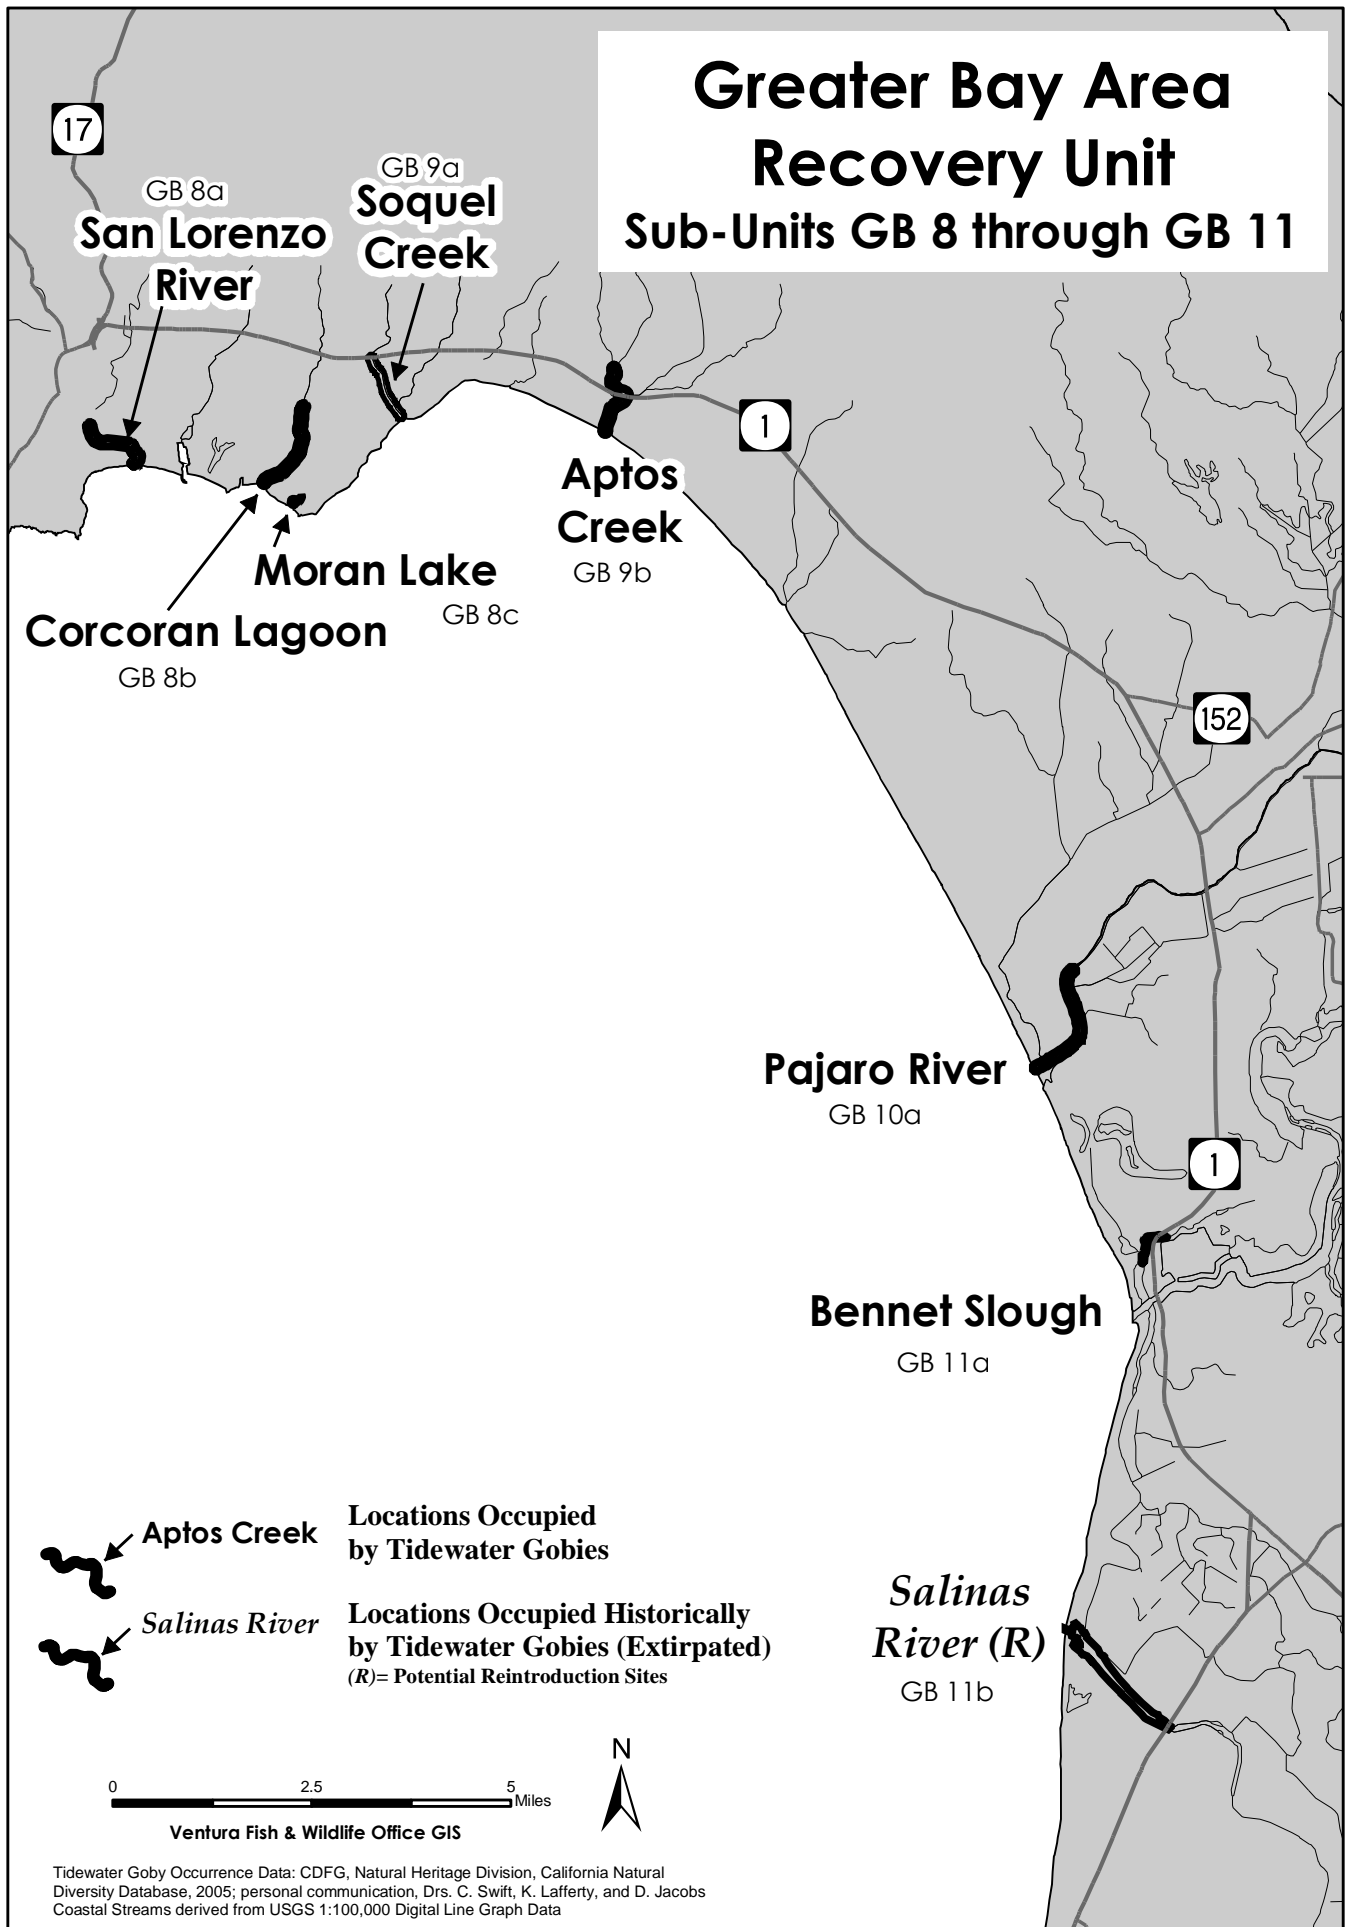 Greater Bay Area
Recovery Unit
Sub-Units GB 8 through GB 11
17
GB 8a
San Lorenzo
River
GB 9a
Soquel
Creek
1
Aptos
Creek
GB 9b
Moran Lake
GB 8c
Corcoran Lagoon
GB 8b
152
Pajaro River
GB 10a
1
Bennet Slough
GB 11a
Salinas
River (R)
GB 11b
Aptos Creek
Locations Occupied
by Tidewater Gobies
Salinas River
Locations Occupied Historically
by Tidewater Gobies (Extirpated)
(R)= Potential Reintroduction Sites
N
0 2.5 5
Miles
Ventura Fish & Wildlife Office GIS
Tidewater Goby Occurrence Data: CDFG, Natural Heritage Division, California Natural
Diversity Database, 2005; personal communication, Drs. C. Swift, K. Lafferty, and D. Jacobs
Coastal Streams derived from USGS 1:100,000 Digital Line Graph Data